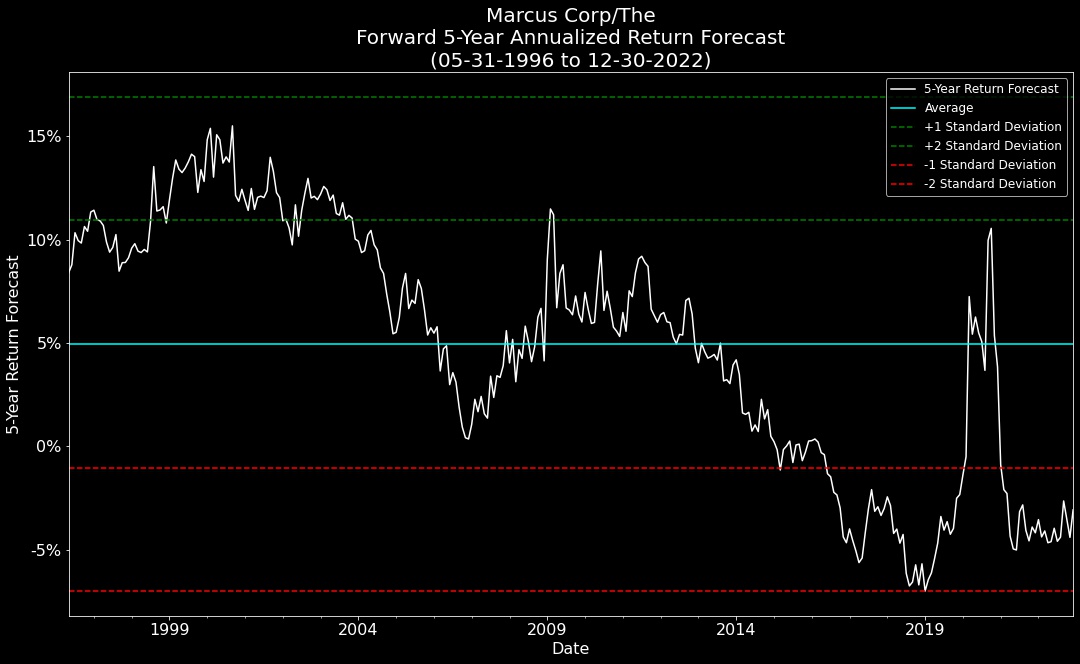 Marcus Corp/The
Forward 5-Year Annualized Return Forecast
(05-31-1996 to 12-30-2022)
5-Year Return Forecast
Average
+1 Standard Deviation
+2 Standard Deviation
-1 Standard Deviation
-2 Standard Deviation
15%
10%
5%
0%
-5%
5-Year Return Forecast
1999
2004
2009
2014
2019
Date